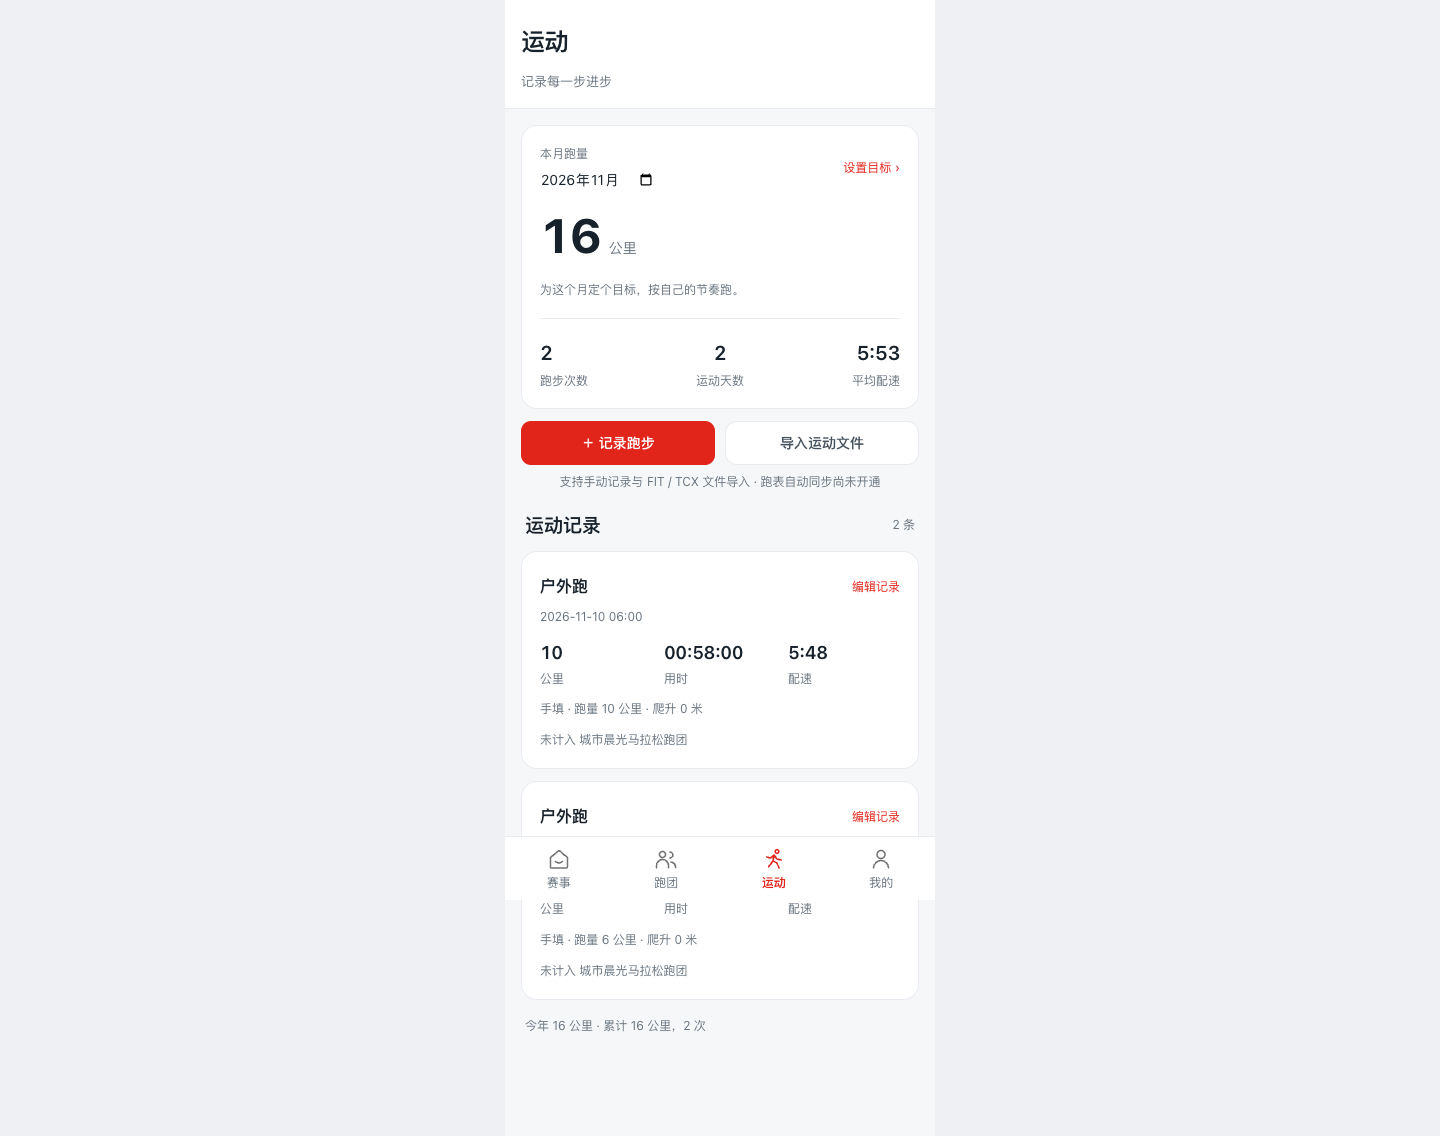 运动
记录每一步进步
本月跑量
设置目标 ›
2026年11月
16 公里
为这个月定个目标，按自己的节奏跑。
2 2 5:53
跑步次数 运动天数 平均配速
+ 记录跑步 导入运动文件
支持手动记录与 FIT / TCX 文件导入 · 跑表自动同步尚未开通
运动记录 2 条
户外跑 编辑记录
2026-11-10 06:00
10 00:58:00 5:48
公里 用时 配速
手填 · 跑量 10 公里 · 爬升 0 米
未计入 城市晨光马拉松跑团
户外跑 编辑记录
赛事 跑团 运动 我的
公里 用时 配速
手填 · 跑量 6 公里 · 爬升 0 米
未计入 城市晨光马拉松跑团
今年 16 公里 · 累计 16 公里，2 次